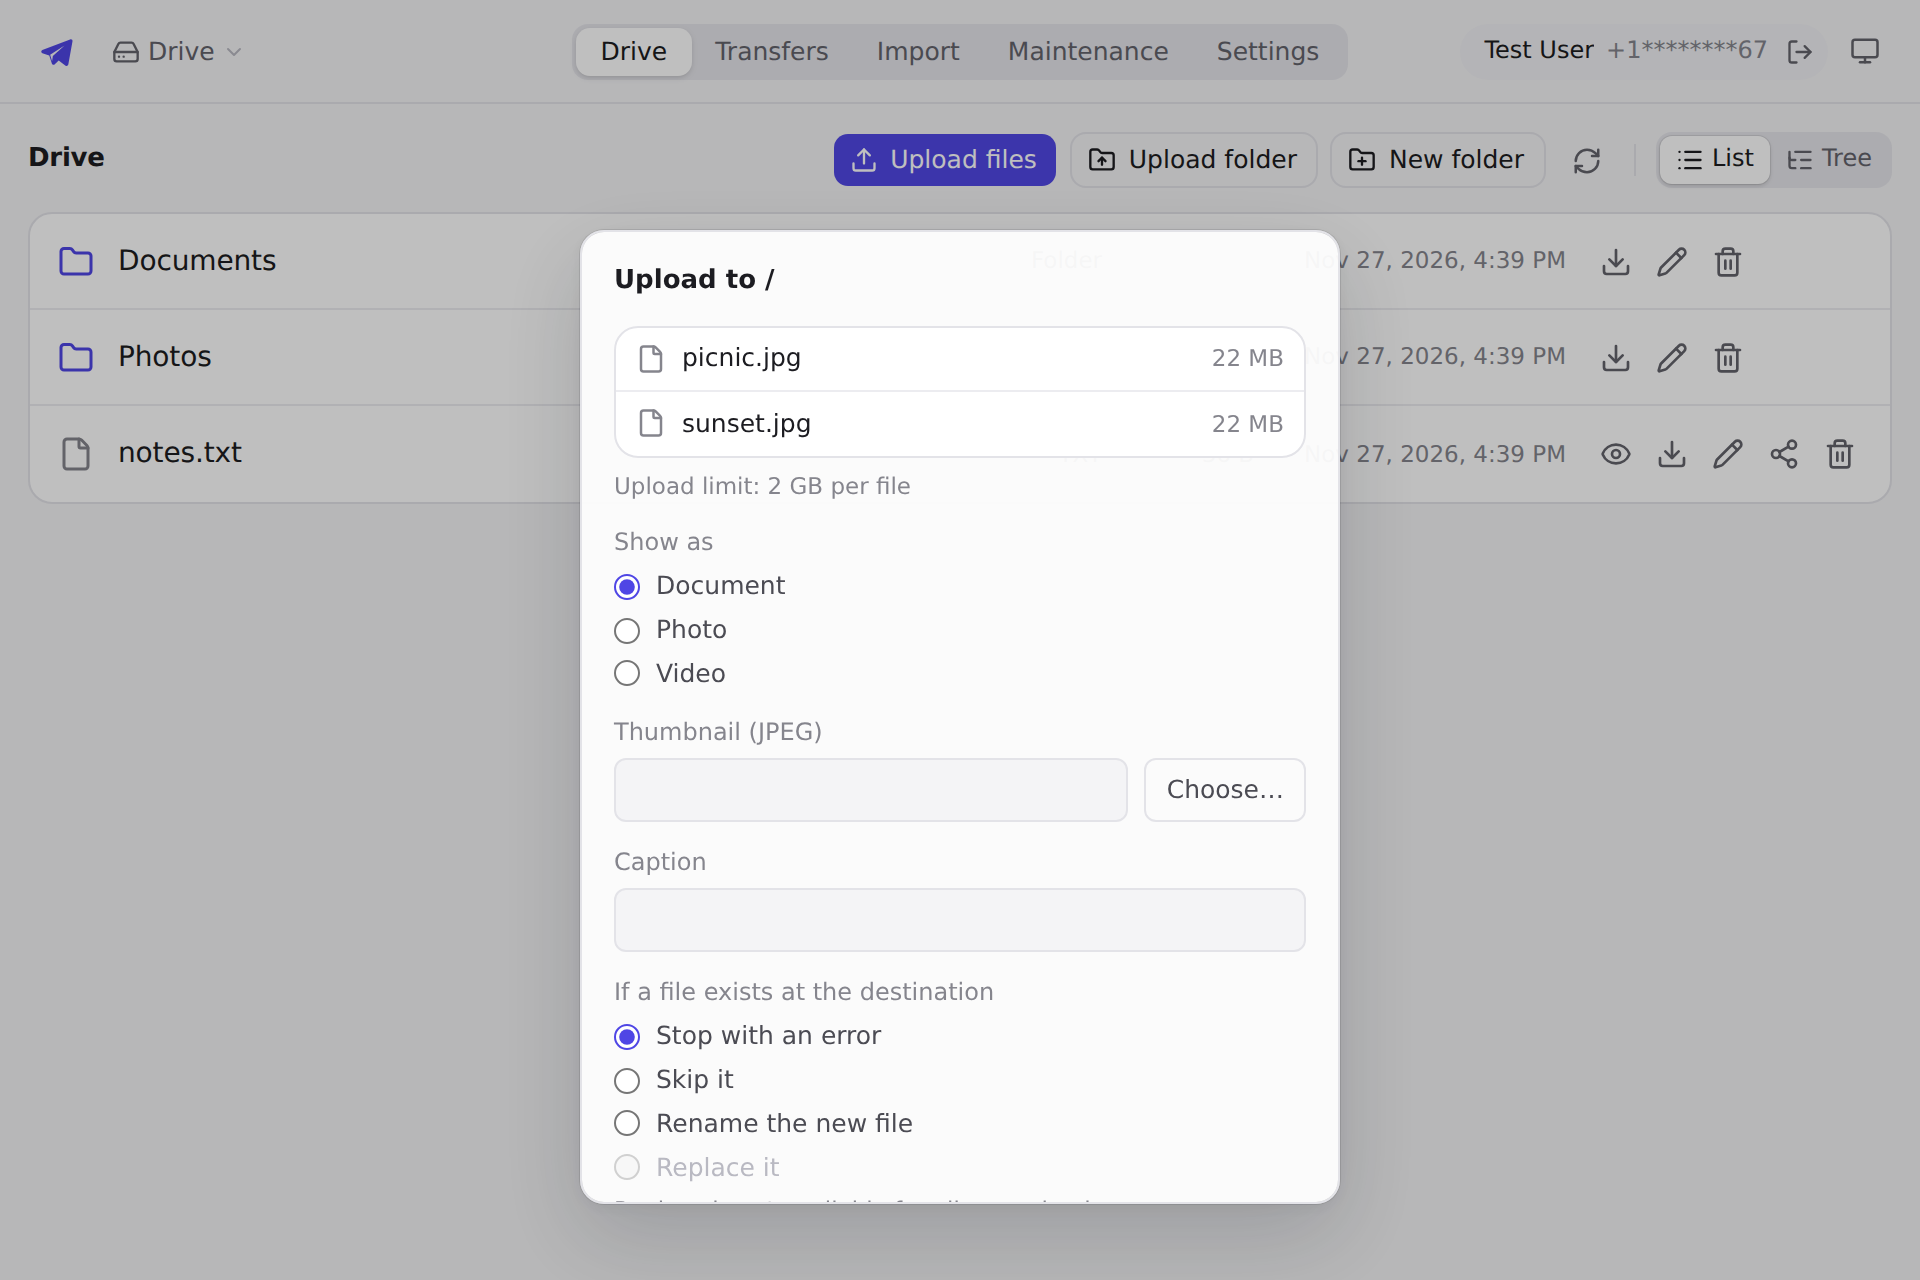 Drive
Drive Transfers Import Maintenance Settings
Test User +1********67
Drive
Upload files Upload folder New folder List Tree
Documents Folder Nov 27, 2026, 4:39 PM
Photos Nov 27, 2026, 4:39 PM
notes.txt Nov 27, 2026, 4:39 PM
Upload to /
picnic.jpg 22 MB
sunset.jpg 22 MB
Upload limit: 2 GB per file
Show as
Document
Photo
Video
Thumbnail (JPEG)
Choose...
Caption
If a file exists at the destination
Stop with an error
Skip it
Rename the new file
Replace it